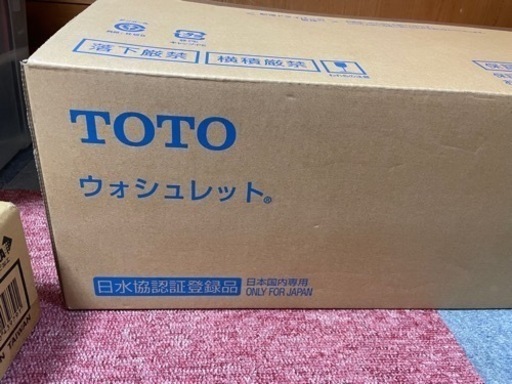 落下厳禁
横積厳禁
TOTO
ウォシュレット®
日水協認証登録品
日本国内専用
ONLY FOR JAPAN
TAIWAN